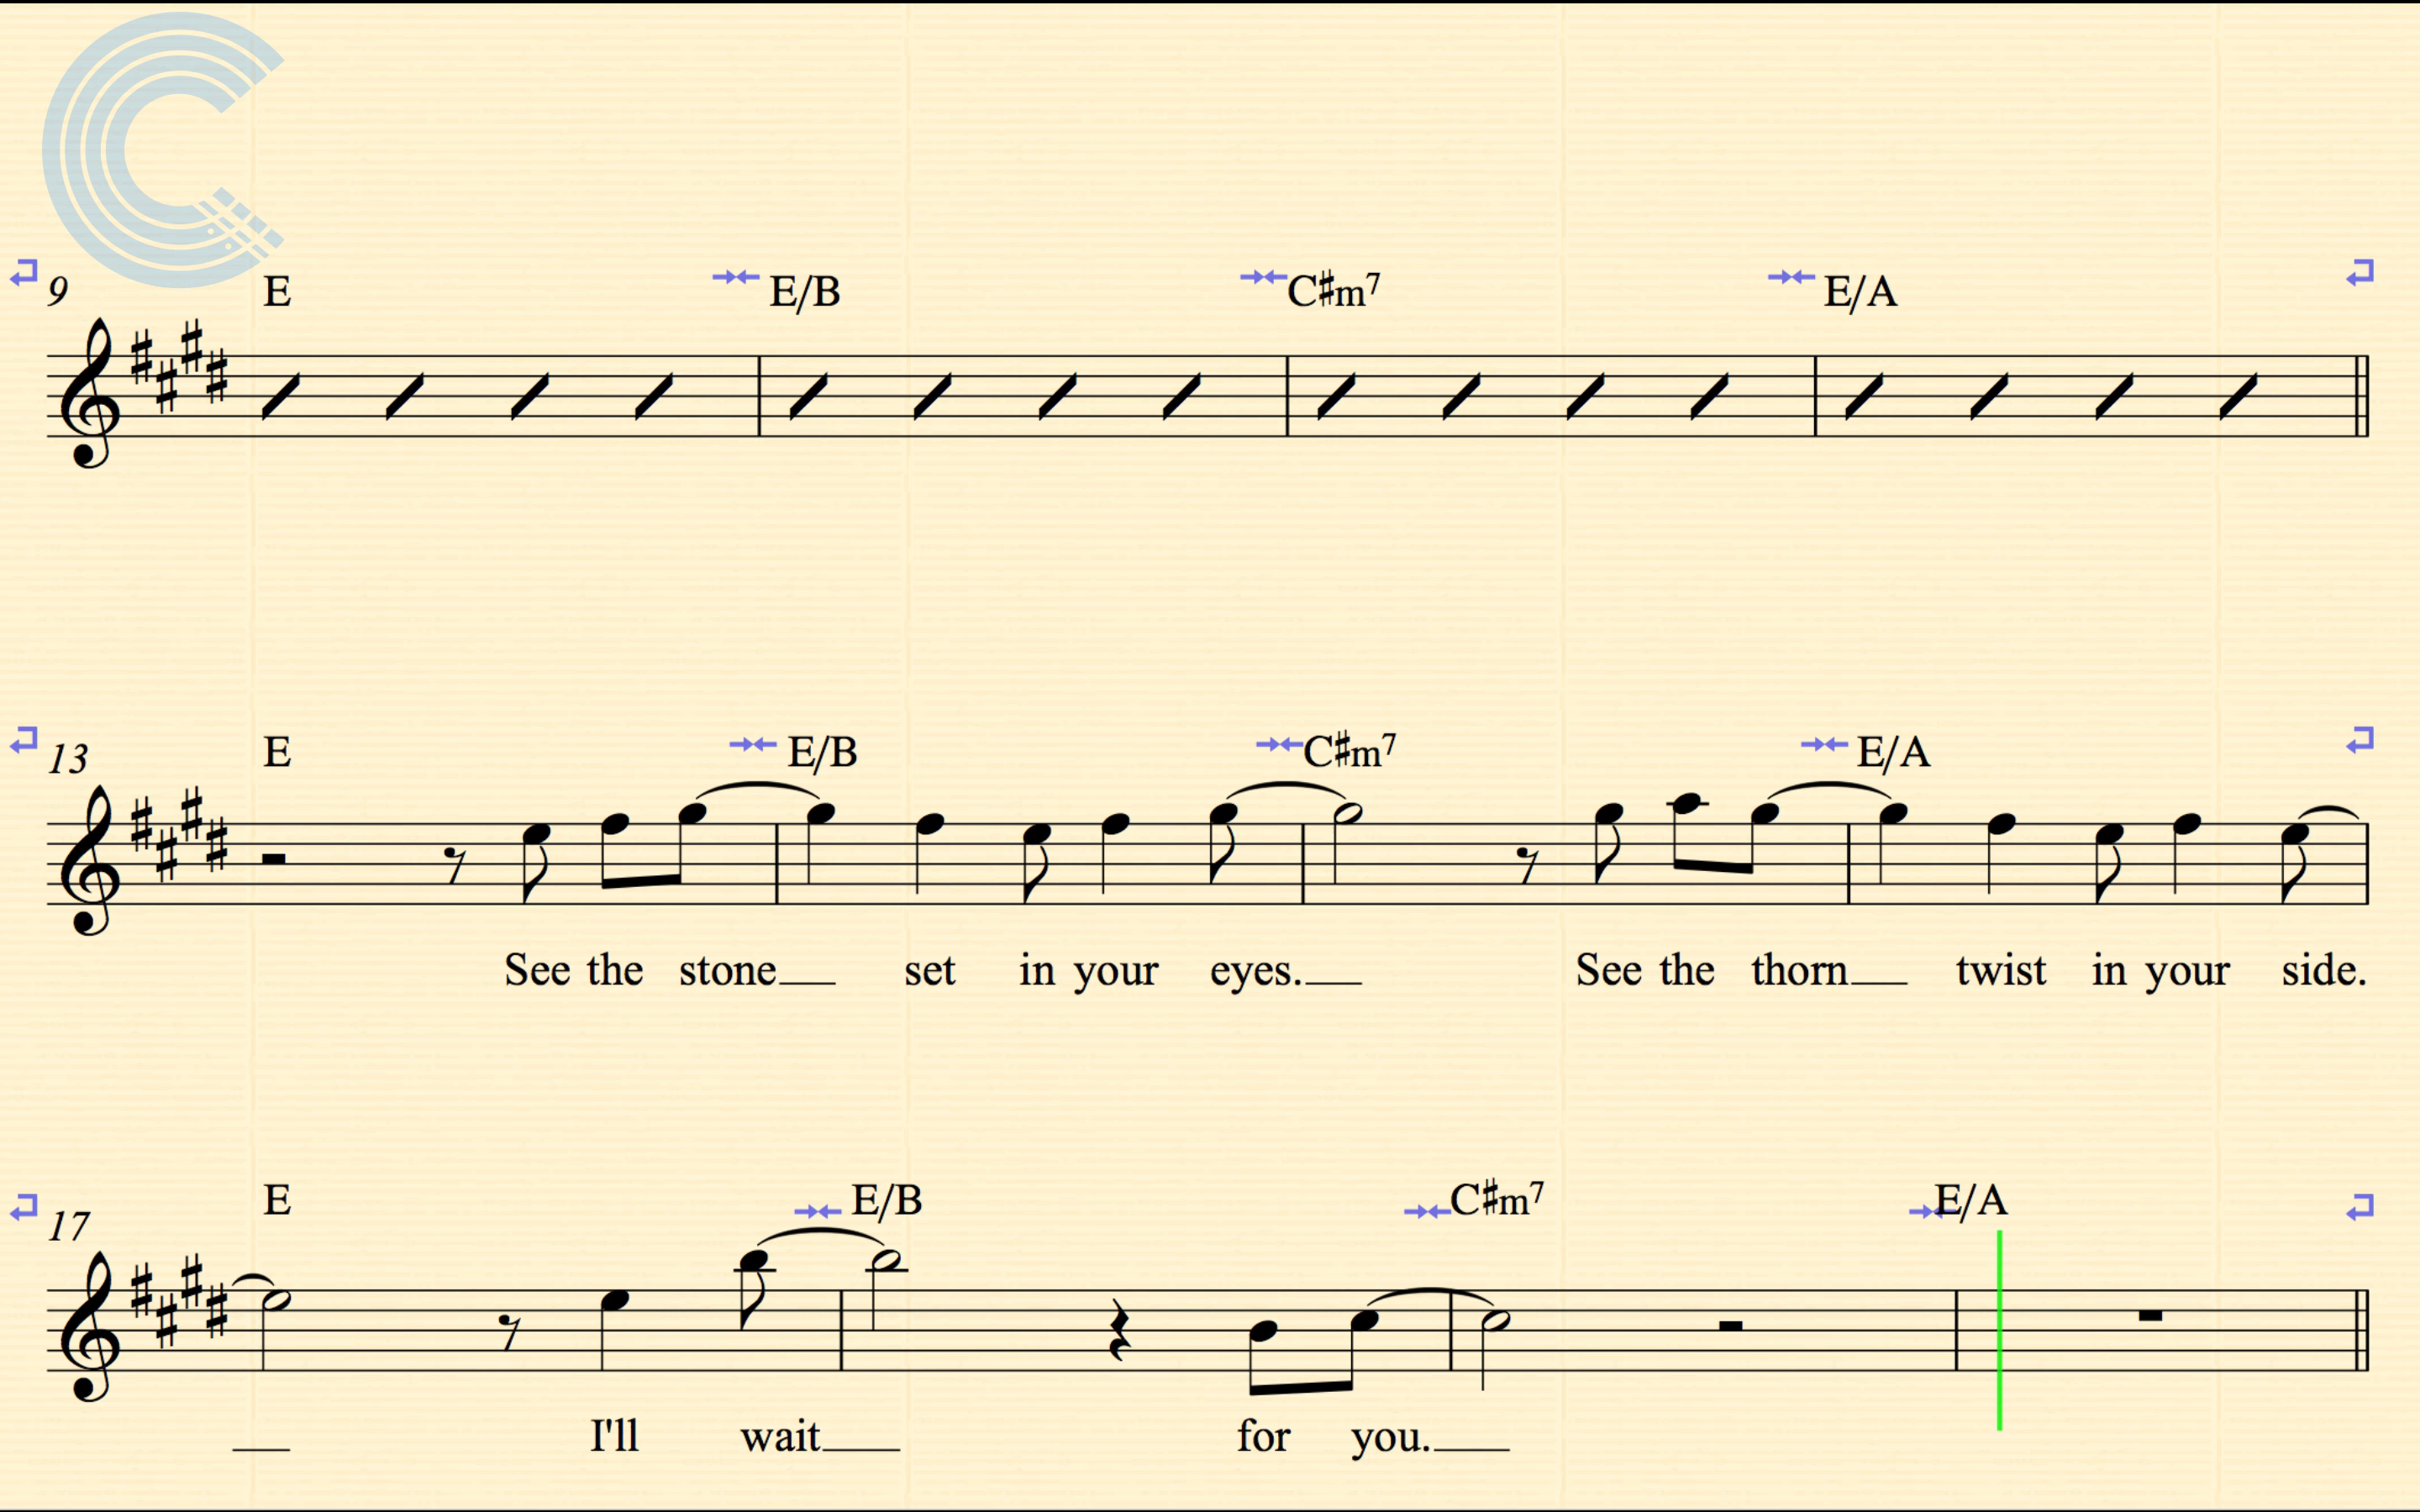 9 E E/B C♯m7 E/A
13 E E/B C♯m7 E/A
See the stone set in your eyes. See the thorn twist in your side.
17 E E/B C♯m7 E/A
I'll wait for you.